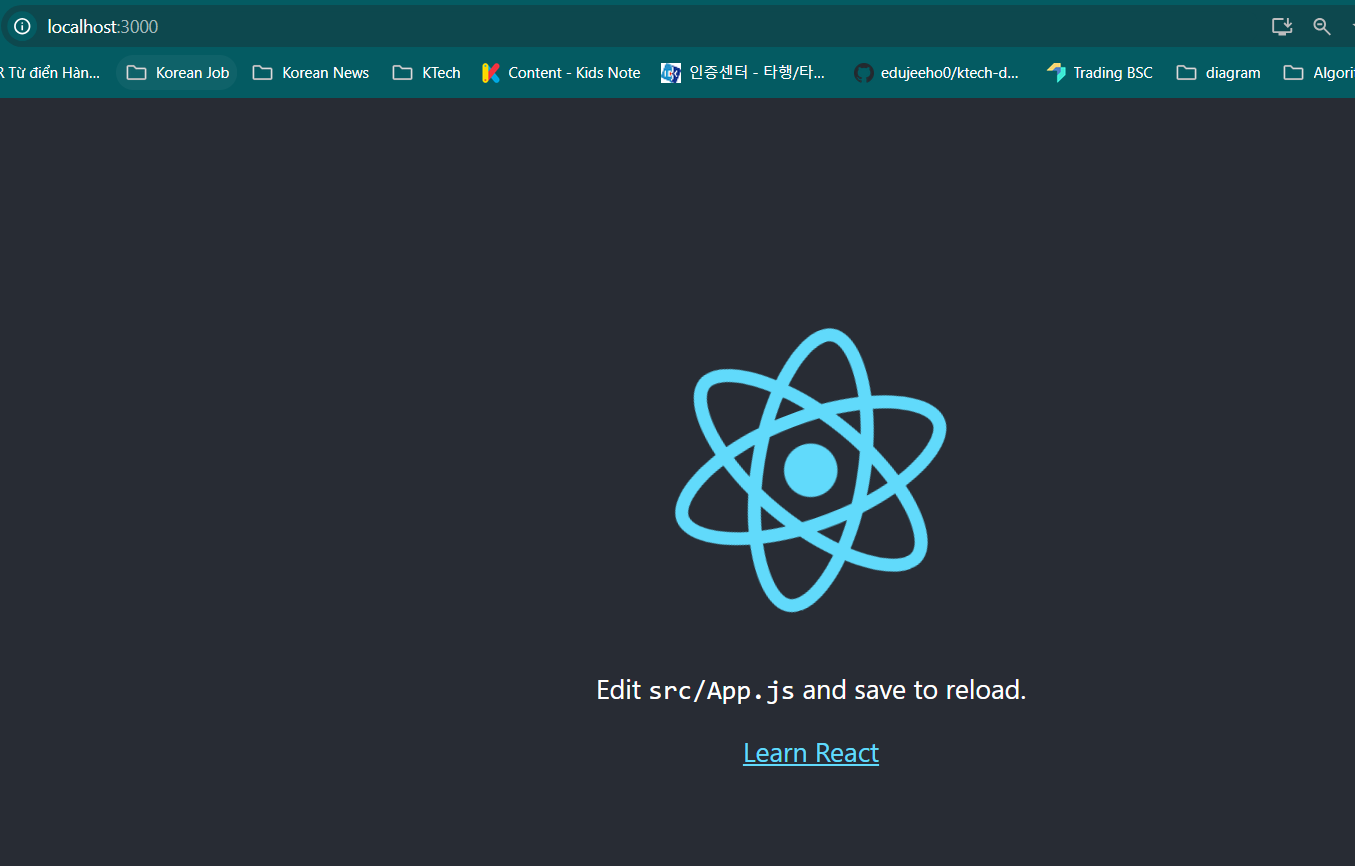 localhost:3000
R Từ điển Hàn... Korean Job Korean News KTech Content - Kids Note 인증센터 - 타행/타... edujeeho0/ktech-d... Trading BSC diagram Algorit
Edit src/App.js and save to reload.
Learn React